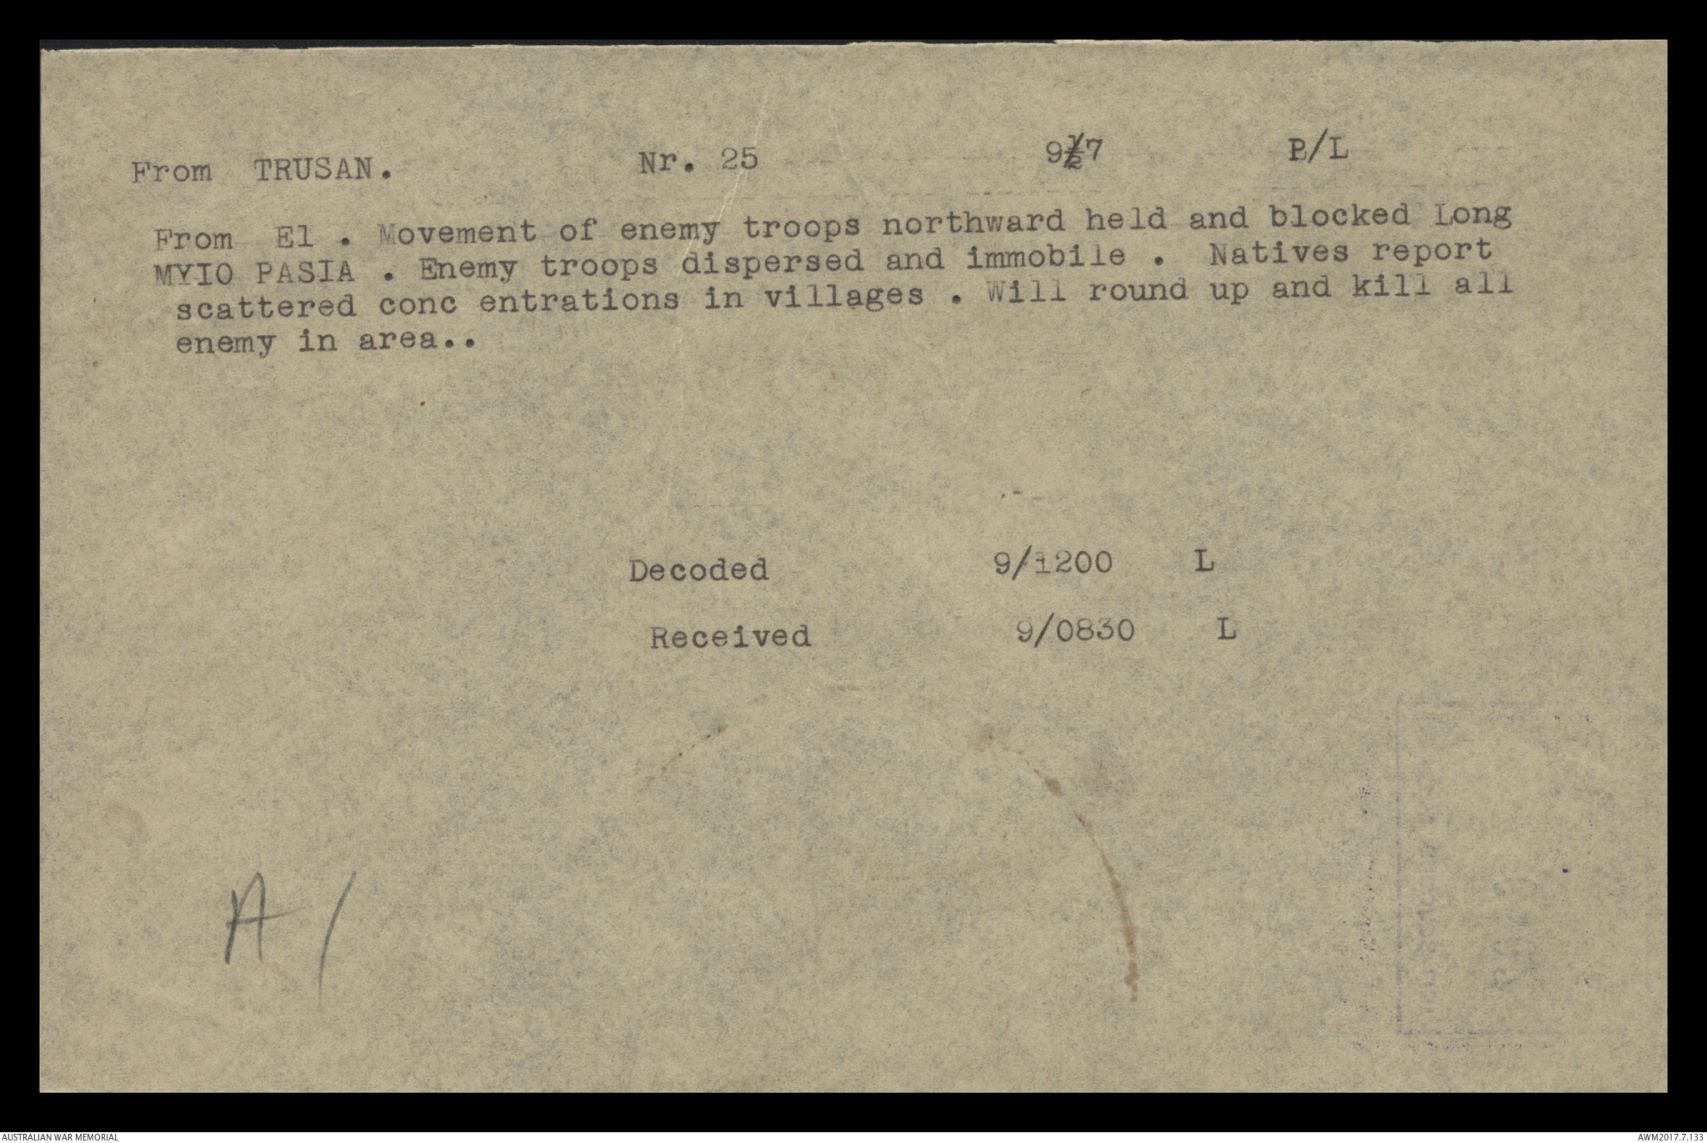 From TRUSAN. Nr. 25 9/7 B/L
From El . Movement of enemy troops northward held and blocked Long
MYIO PASIA . Enemy troops dispersed and immobile . Natives report
scattered conc entrations in villages . Will round up and kill all
enemy in area..
Decoded 9/1200 L
Received 9/0830 L
A /
AUSTRALIAN WAR MEMORIAL AWM2017.7.133